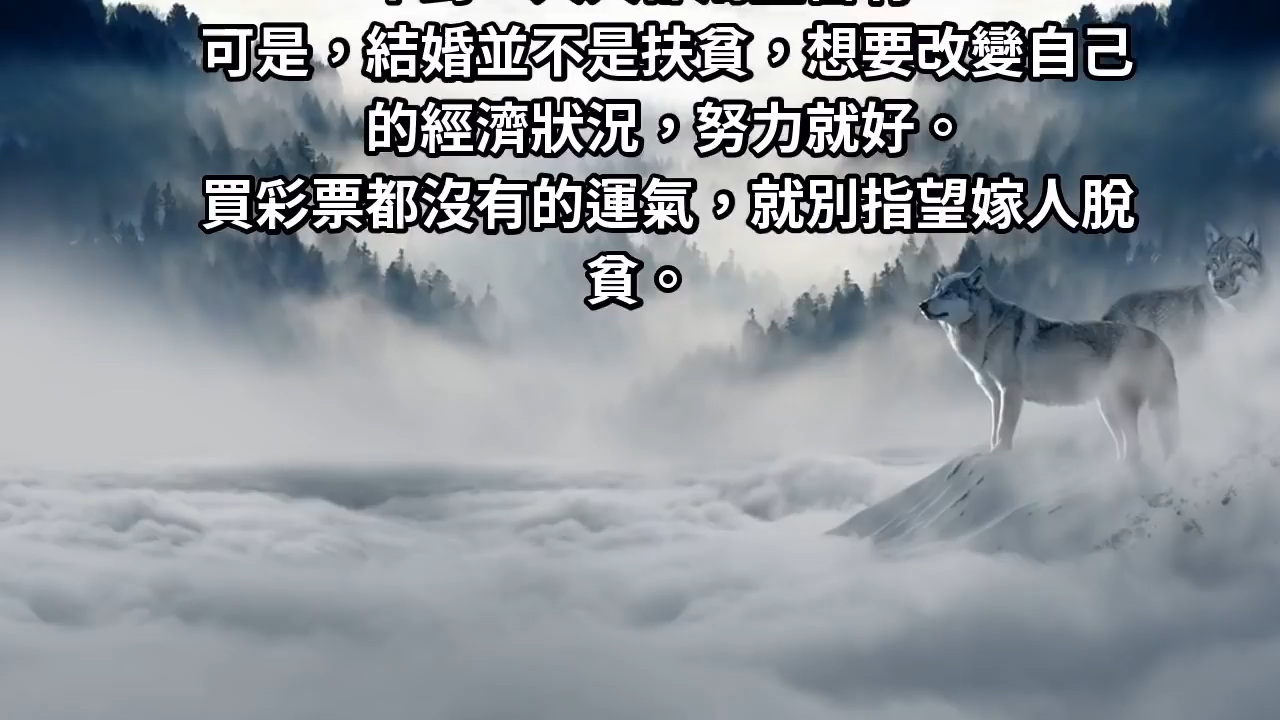 可是，結婚並不是扶貧，想要改變自己
的經濟狀況，努力就好。
買彩票都沒有的運氣，就別指望嫁人脫
貧。